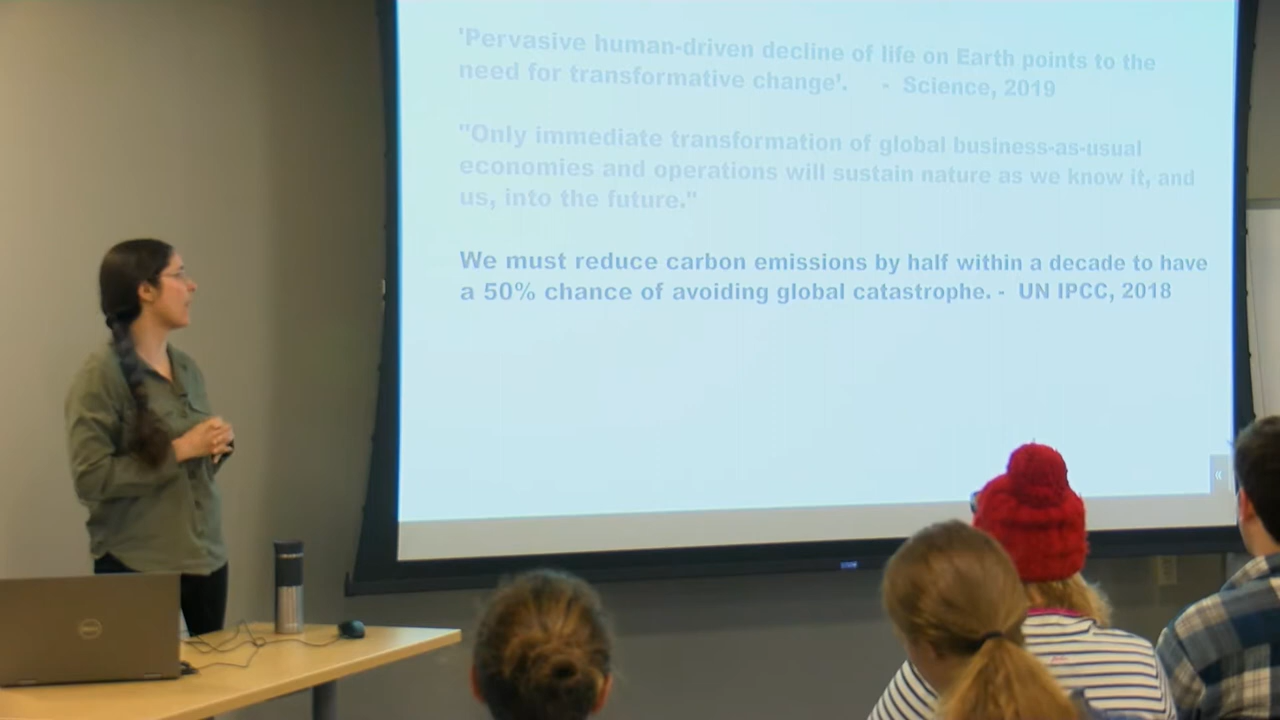 'Pervasive human-driven decline of life on Earth points to the
need for transformative change'. - Science, 2019
"Only immediate transformation of global business-as-usual
economies and operations will sustain nature as we know it, and
us, into the future."
We must reduce carbon emissions by half within a decade to have
a 50% chance of avoiding global catastrophe. - UN IPCC, 2018
DELL